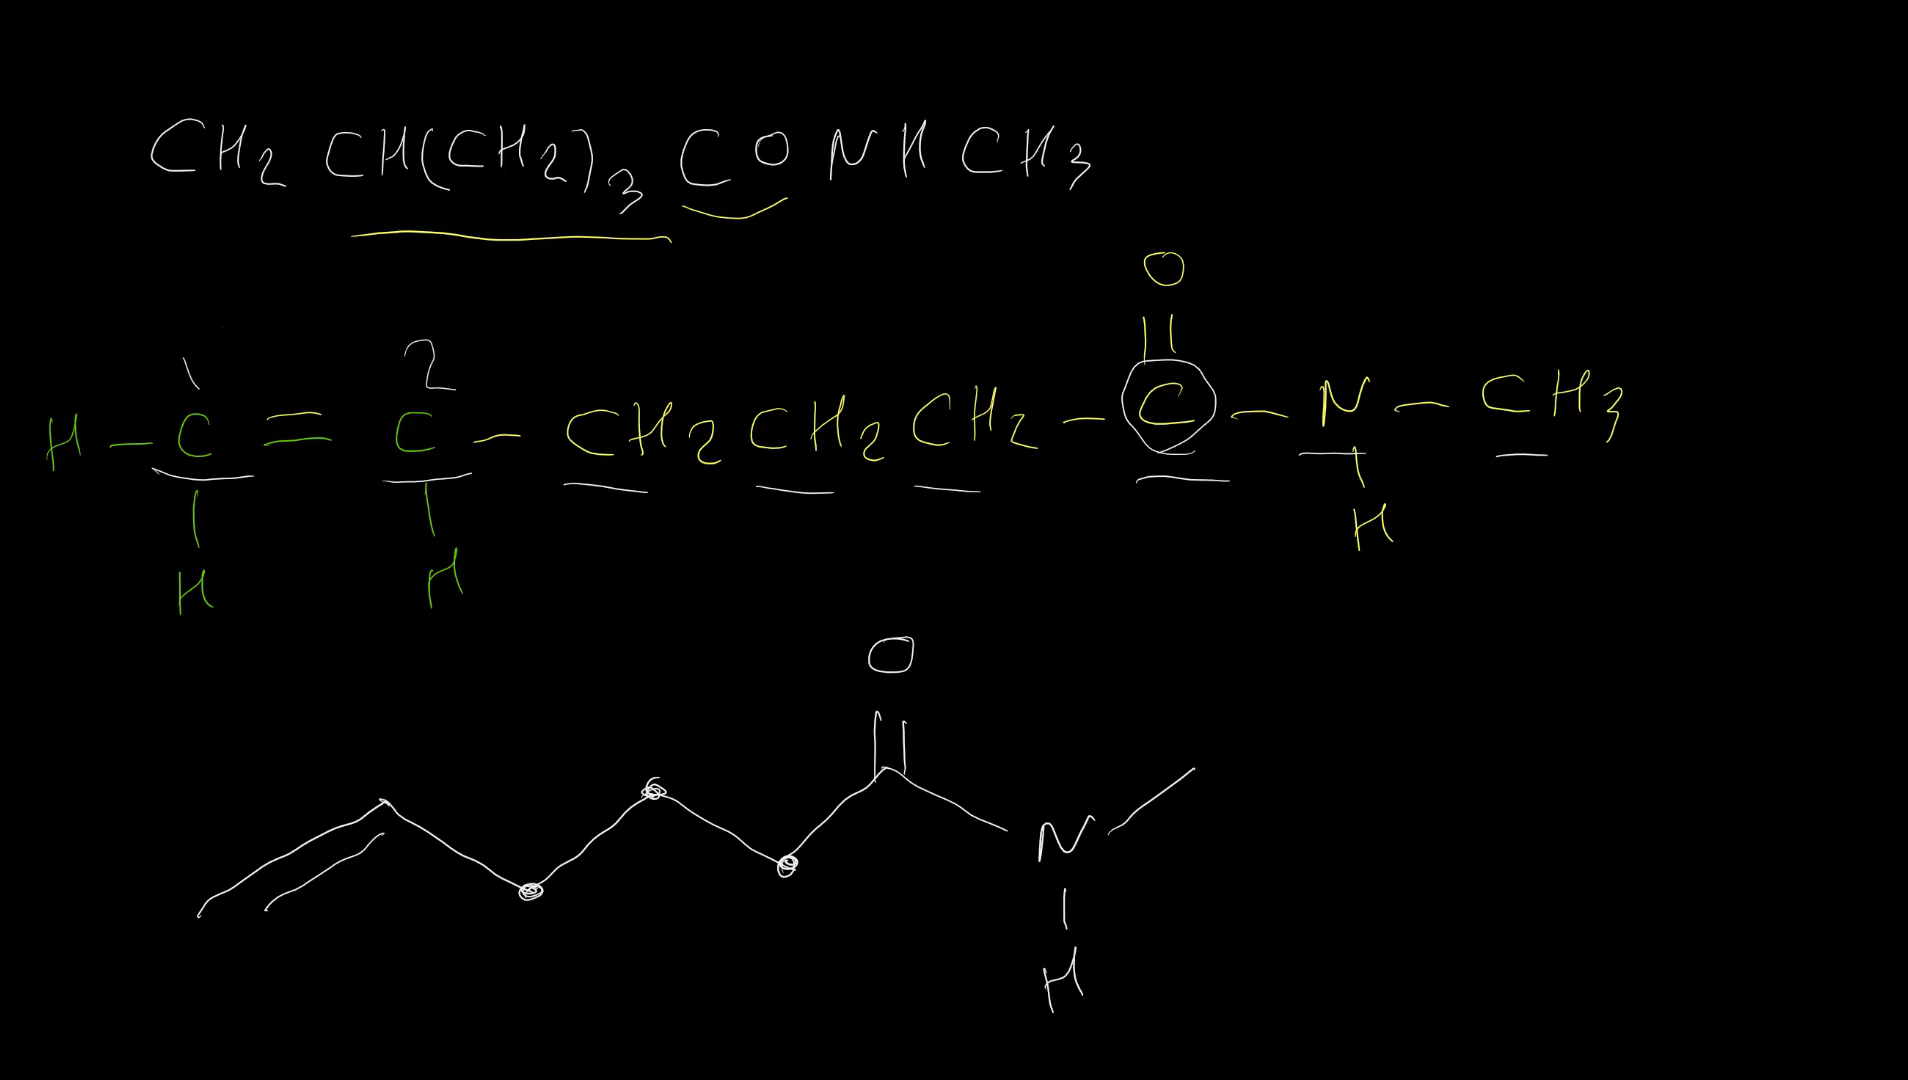 CH2 CH(CH2)3 CONHCH3
O
1 2
H-C=C-CH2CH2CH2-C-N-CH3
H H H
O
N
H